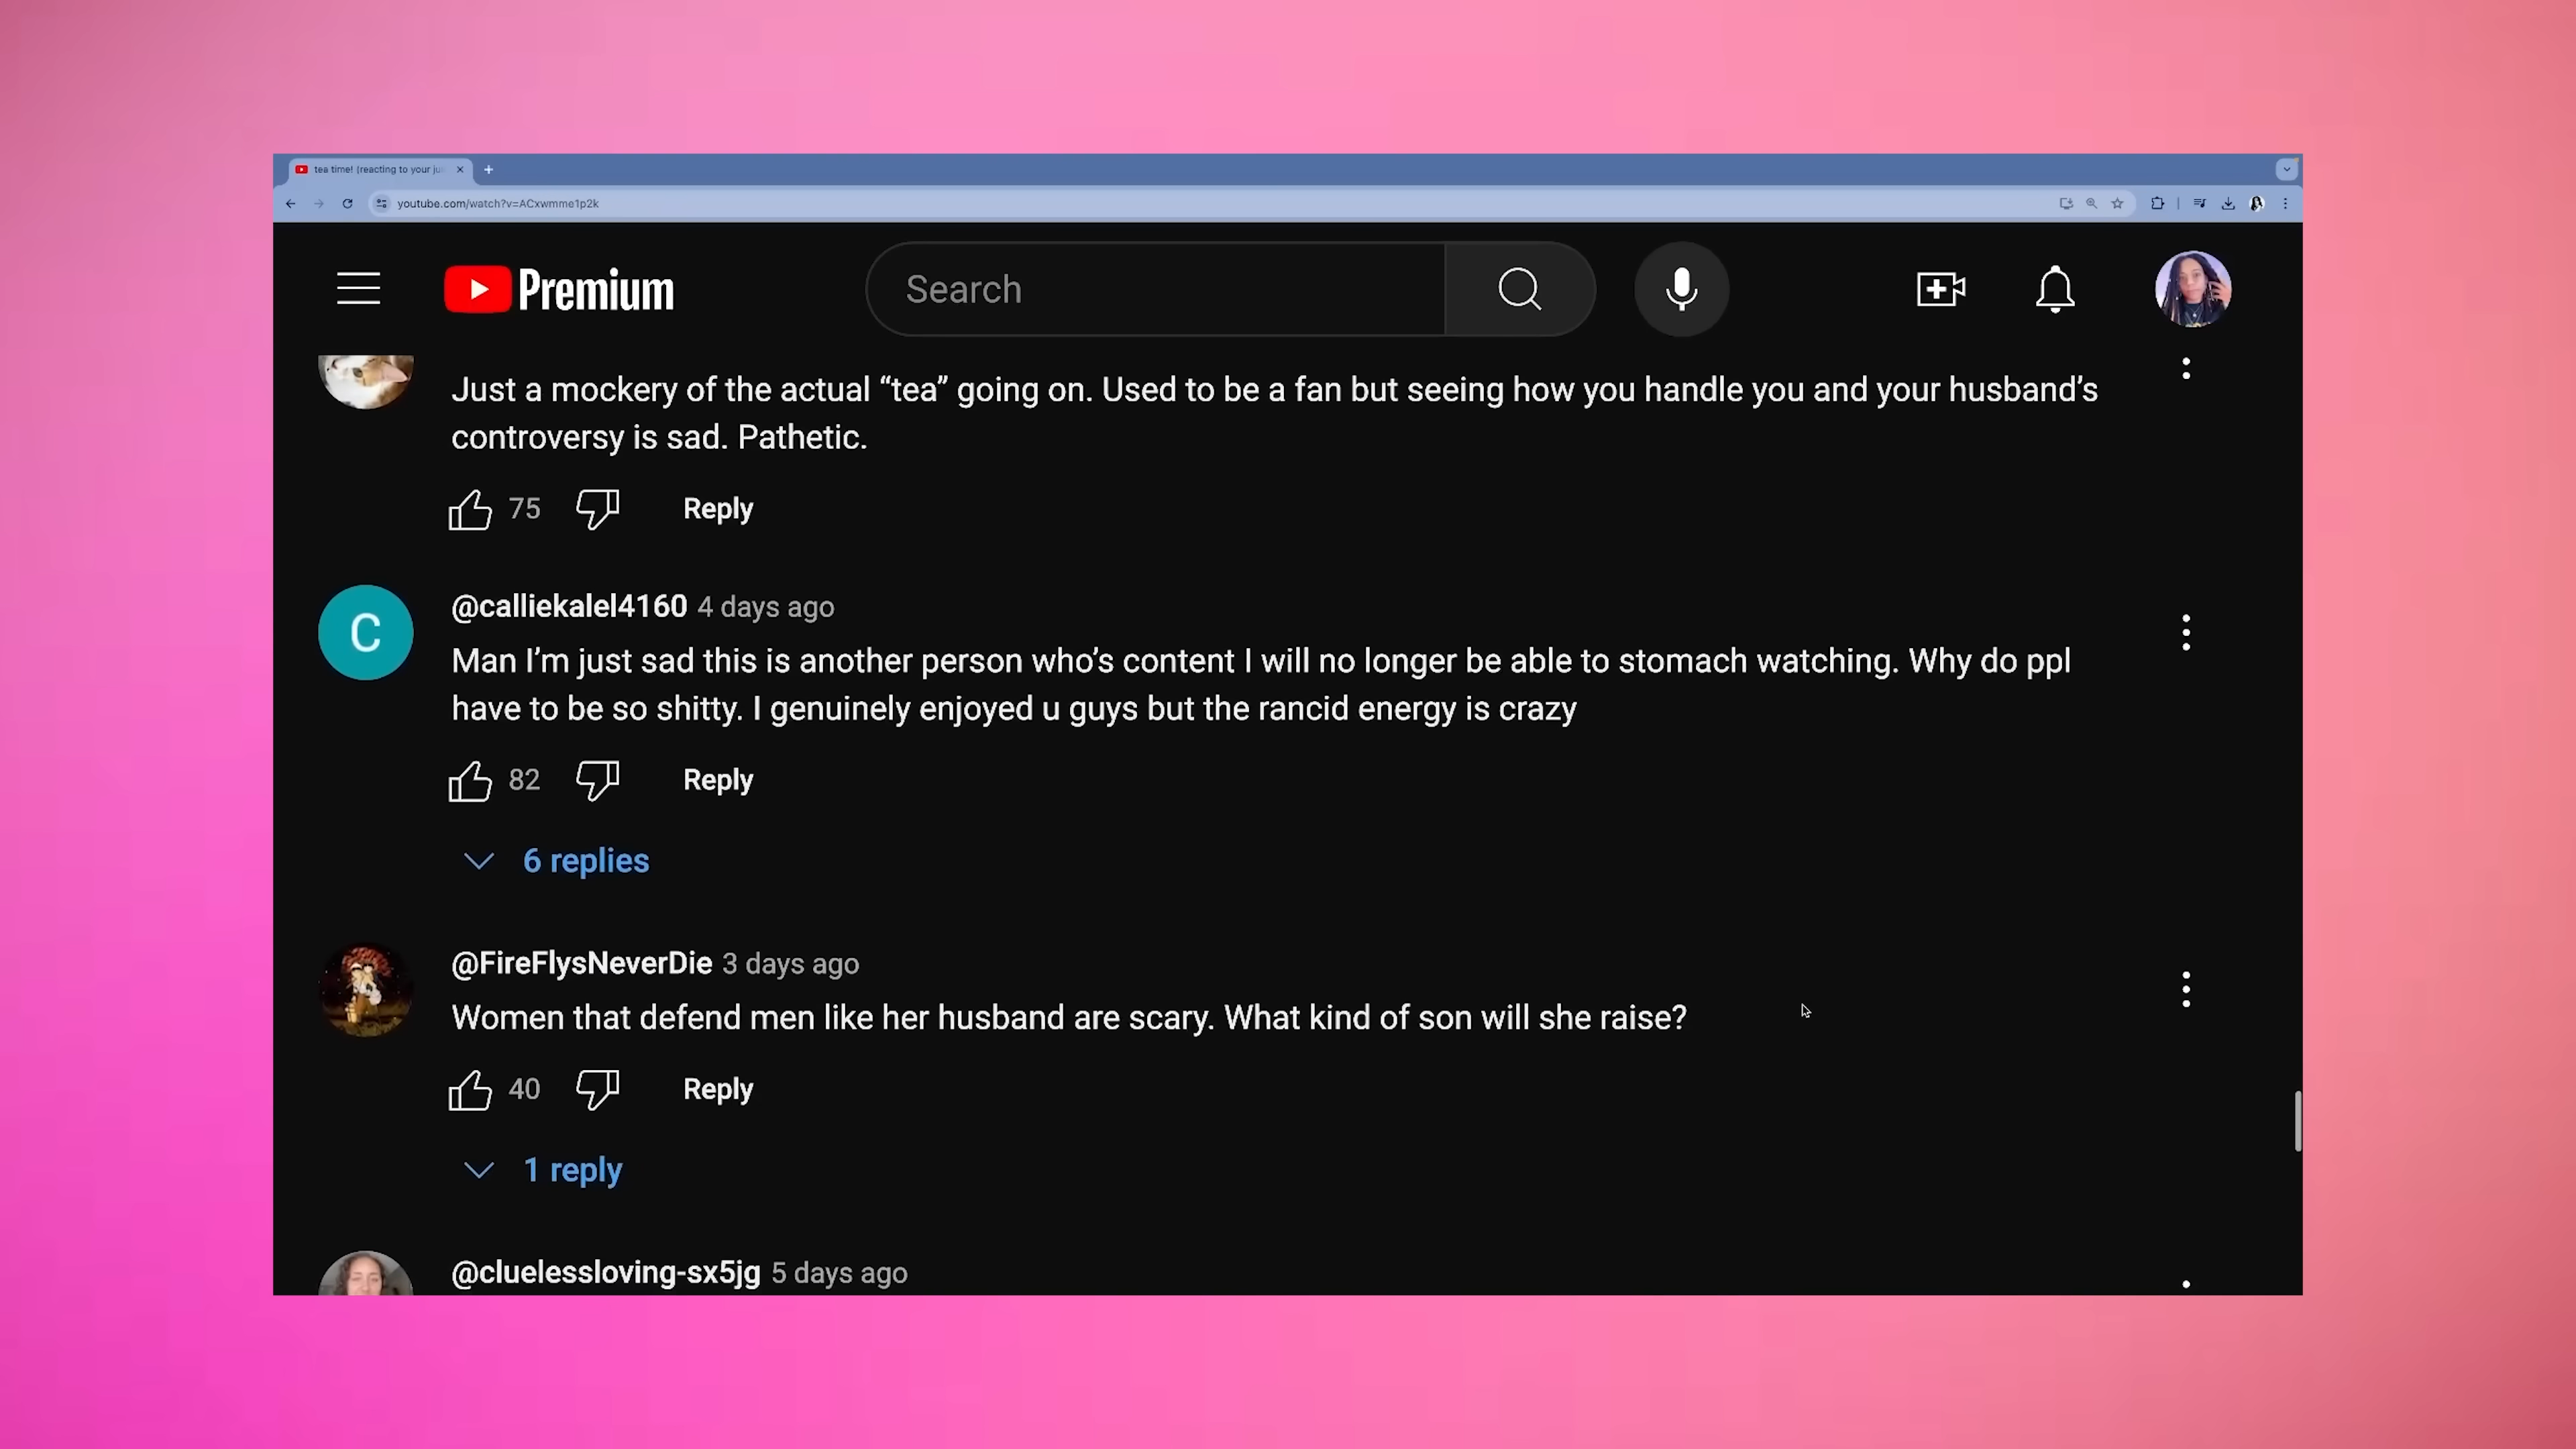 tea time! (reacting to your ju
youtube.com/watch?v=ACxwmme1p2k
Premium
Search
Just a mockery of the actual “tea” going on. Used to be a fan but seeing how you handle you and your husband’s
controversy is sad. Pathetic.
75 Reply
C
@calliekalel4160 4 days ago
Man I’m just sad this is another person who’s content I will no longer be able to stomach watching. Why do ppl
have to be so shitty. I genuinely enjoyed u guys but the rancid energy is crazy
82 Reply
6 replies
@FireFlysNeverDie 3 days ago
Women that defend men like her husband are scary. What kind of son will she raise?
40 Reply
1 reply
@cluelessloving-sx5jg 5 days ago